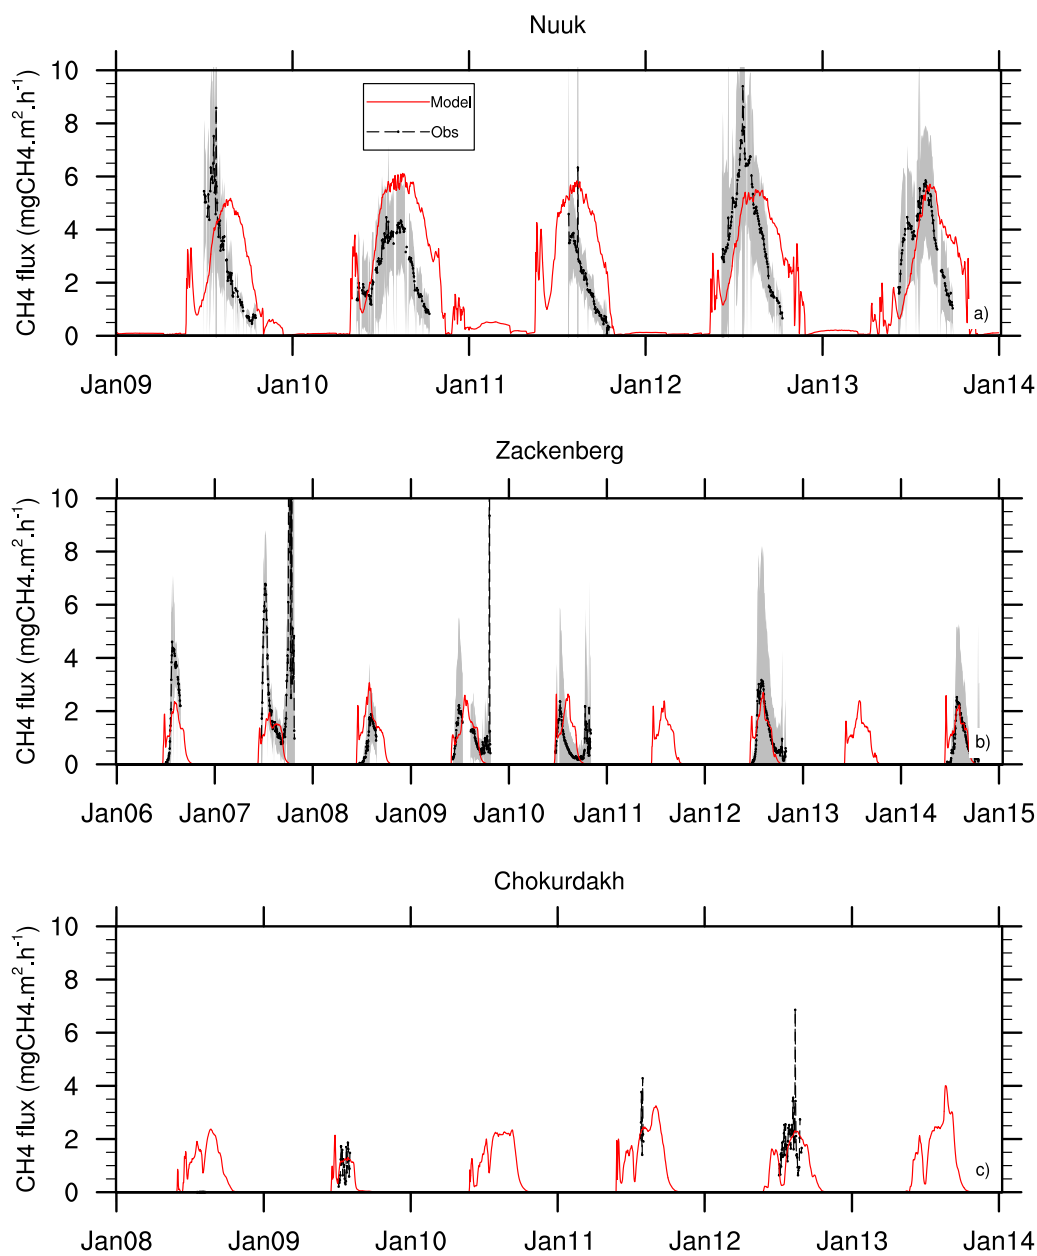 Nuuk
CH4 flux (mgCH4.m².h⁻¹)
10
8
6
4
2
0
Model
Obs
a)
Jan09 Jan10 Jan11 Jan12 Jan13 Jan14
Zackenberg
CH4 flux (mgCH4.m².h⁻¹)
10
8
6
4
2
0
b)
Jan06 Jan07 Jan08 Jan09 Jan10 Jan11 Jan12 Jan13 Jan14 Jan15
Chokurdakh
CH4 flux (mgCH4.m².h⁻¹)
10
8
6
4
2
0
c)
Jan08 Jan09 Jan10 Jan11 Jan12 Jan13 Jan14